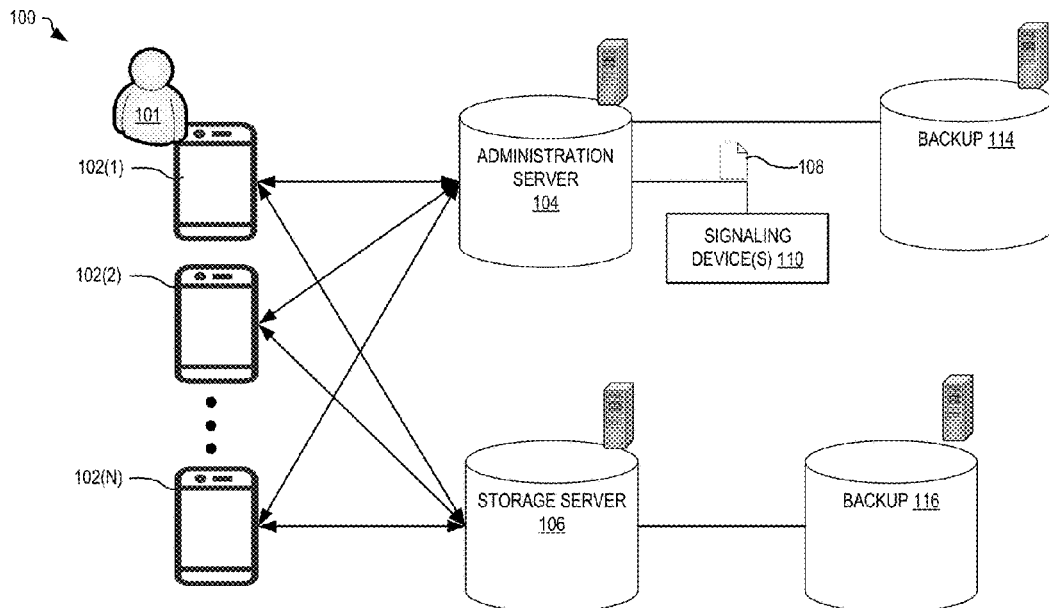 100
101
102(1)
ADMINISTRATION
SERVER
104
108
BACKUP 114
SIGNALING
DEVICE(S) 110
102(2)
102(N)
STORAGE SERVER
106
BACKUP 116